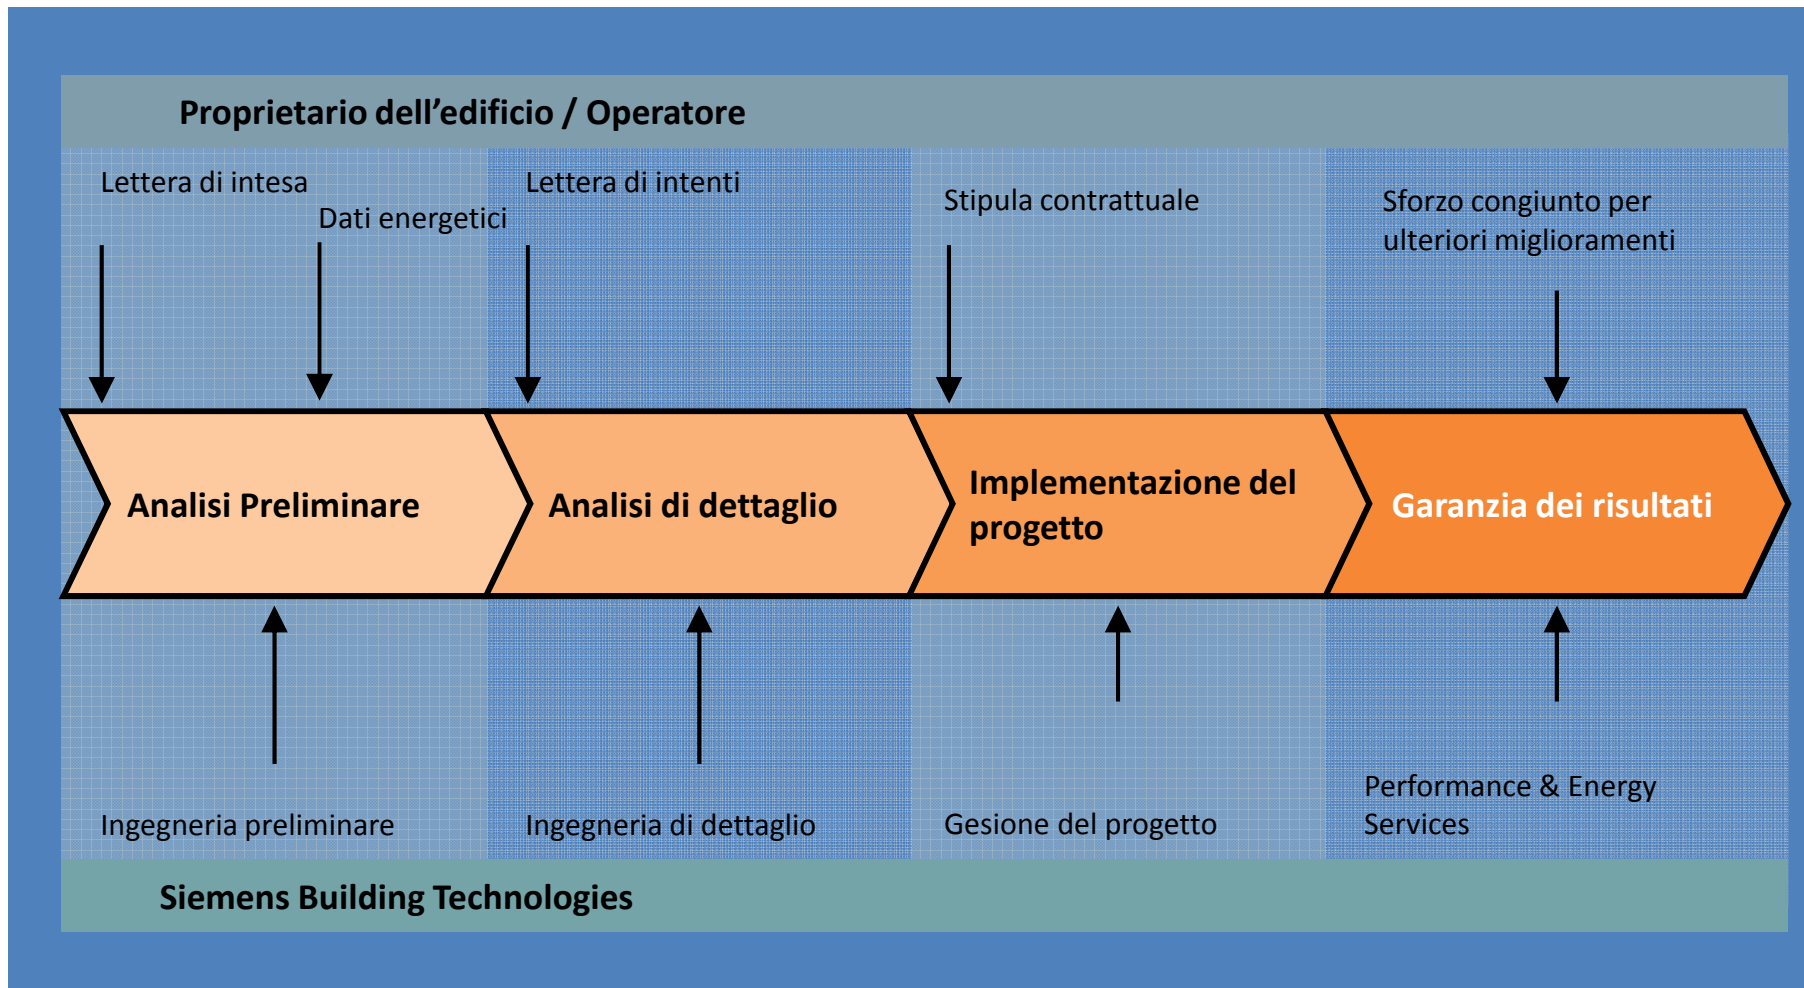 Proprietario dell’edificio / Operatore
Lettera di intesa
Dati energetici
Lettera di intenti
Stipula contrattuale
Sforzo congiunto per
ulteriori miglioramenti
Analisi Preliminare
Analisi di dettaglio
Implementazione del
progetto
Garanzia dei risultati
Ingegneria preliminare
Ingegneria di dettaglio
Gesione del progetto
Performance & Energy
Services
Siemens Building Technologies